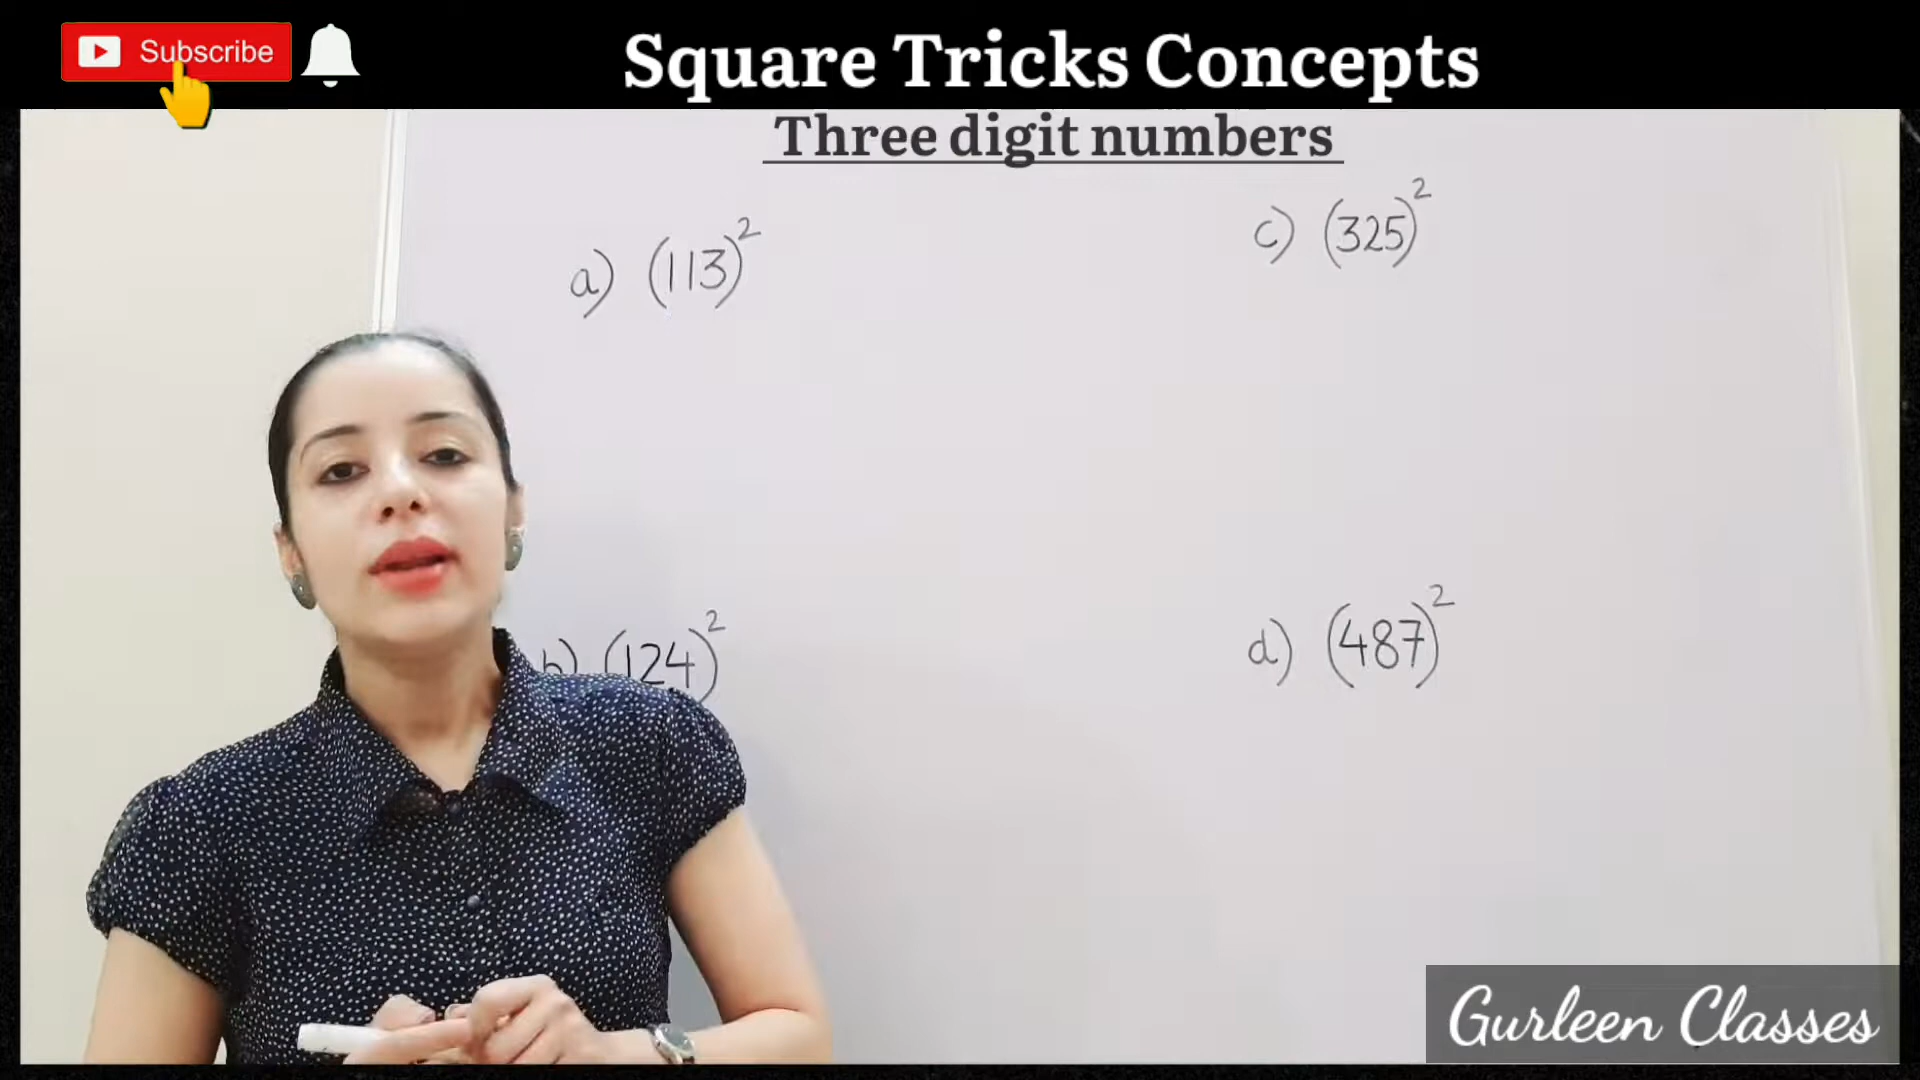 Subscribe
Square Tricks Concepts
Three digit numbers
a) (113)²
c) (325)²
b) (124)²
d) (487)²
Gurleen Classes